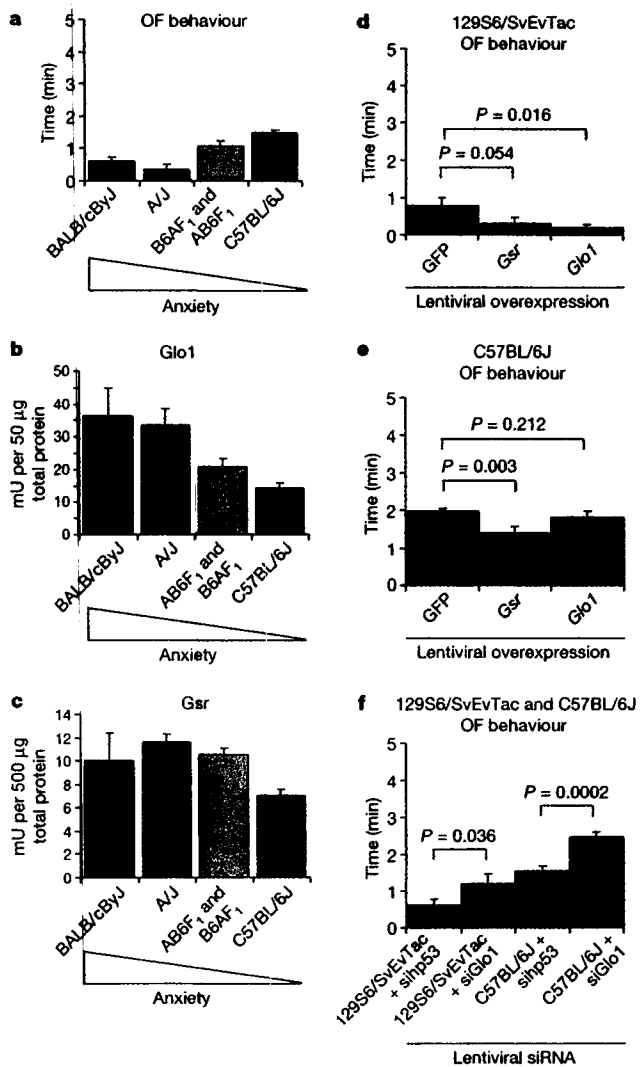 a
OF behaviour
Time (min)
5
4
3
2
1
0
BALB/cByJ
A/J
B6AF1 and
AB6F1
C57BL/6J
Anxiety
b
Glo1
mU per 50 µg
total protein
50
40
30
20
10
0
BALB/cByJ
A/J
AB6F1 and
B6AF1
C57BL/6J
Anxiety
c
Gsr
mU per 500 µg
total protein
14
12
10
8
6
4
2
0
BALB/cByJ
A/J
AB6F1 and
B6AF1
C57BL/6J
Anxiety
d
129S6/SvEvTac
OF behaviour
Time (min)
5
4
3
2
1
0
P = 0.016
P = 0.054
GFP
Gsr
Glo1
Lentiviral overexpression
e
C57BL/6J
OF behaviour
Time (min)
5
4
3
2
1
0
P = 0.212
P = 0.003
GFP
Gsr
Glo1
Lentiviral overexpression
f
129S6/SvEvTac and C57BL/6J
OF behaviour
Time (min)
5
4
3
2
1
0
P = 0.0002
P = 0.036
129S6/SvEvTac
+ sihp53
129S6/SvEvTac
+ siGlo1
C57BL/6J +
sihp53
C57BL/6J +
siGlo1
Lentiviral siRNA